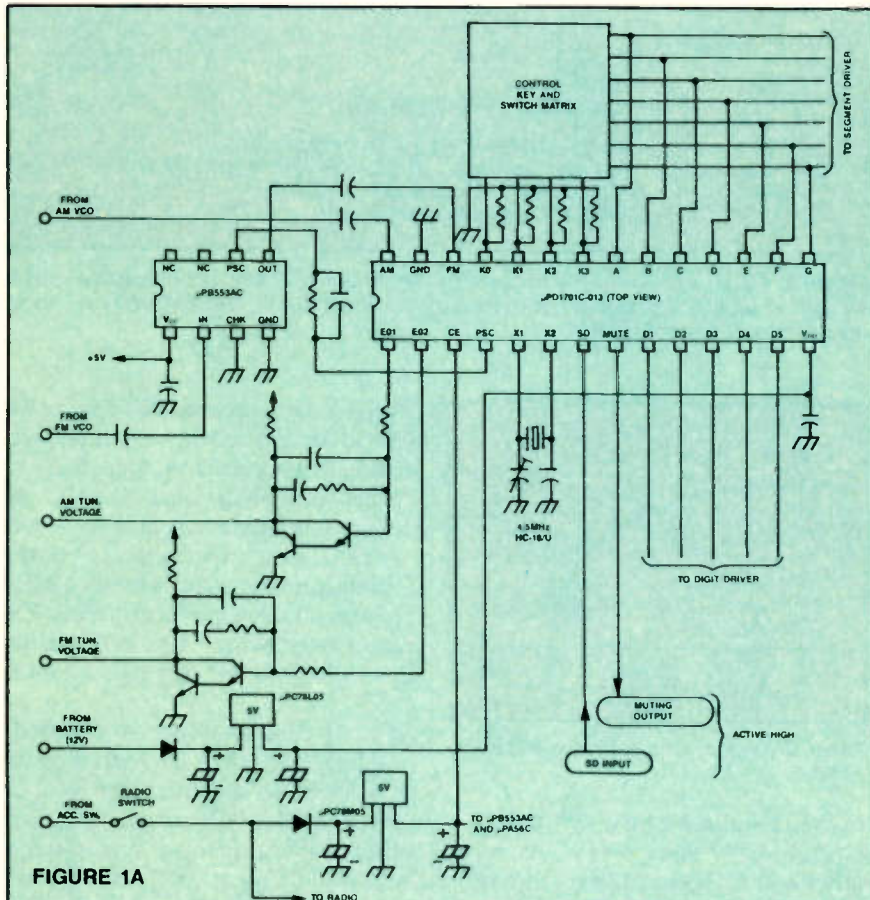 CONTROL
KEY AND
SWITCH MATRIX
TO SEGMENT DRIVER
FROM
AM VCO
NC NC PSC OUT
μPB553AC
IN CHK GND
+5V
AM GND FM K0 K1 K2 K3 A B C D E F G
μPD1701C-013 (TOP VIEW)
E01 E02 CE PSC X1 X2 SD MUTE D1 D2 D3 D4 D5
FROM
FM VCO
AM TUN.
VOLTAGE
4.5MHz
HC-18/U
TO DIGIT DRIVER
FM TUN.
VOLTAGE
μPC78L05
5V
FROM
BATTERY
(12V)
MUTING
OUTPUT
SD INPUT
ACTIVE HIGH
FROM
ACC. SW.
RADIO
SWITCH
μPC78M05
5V
TO μPB553AC
AND μPA56C
TO RADIO
FIGURE 1A